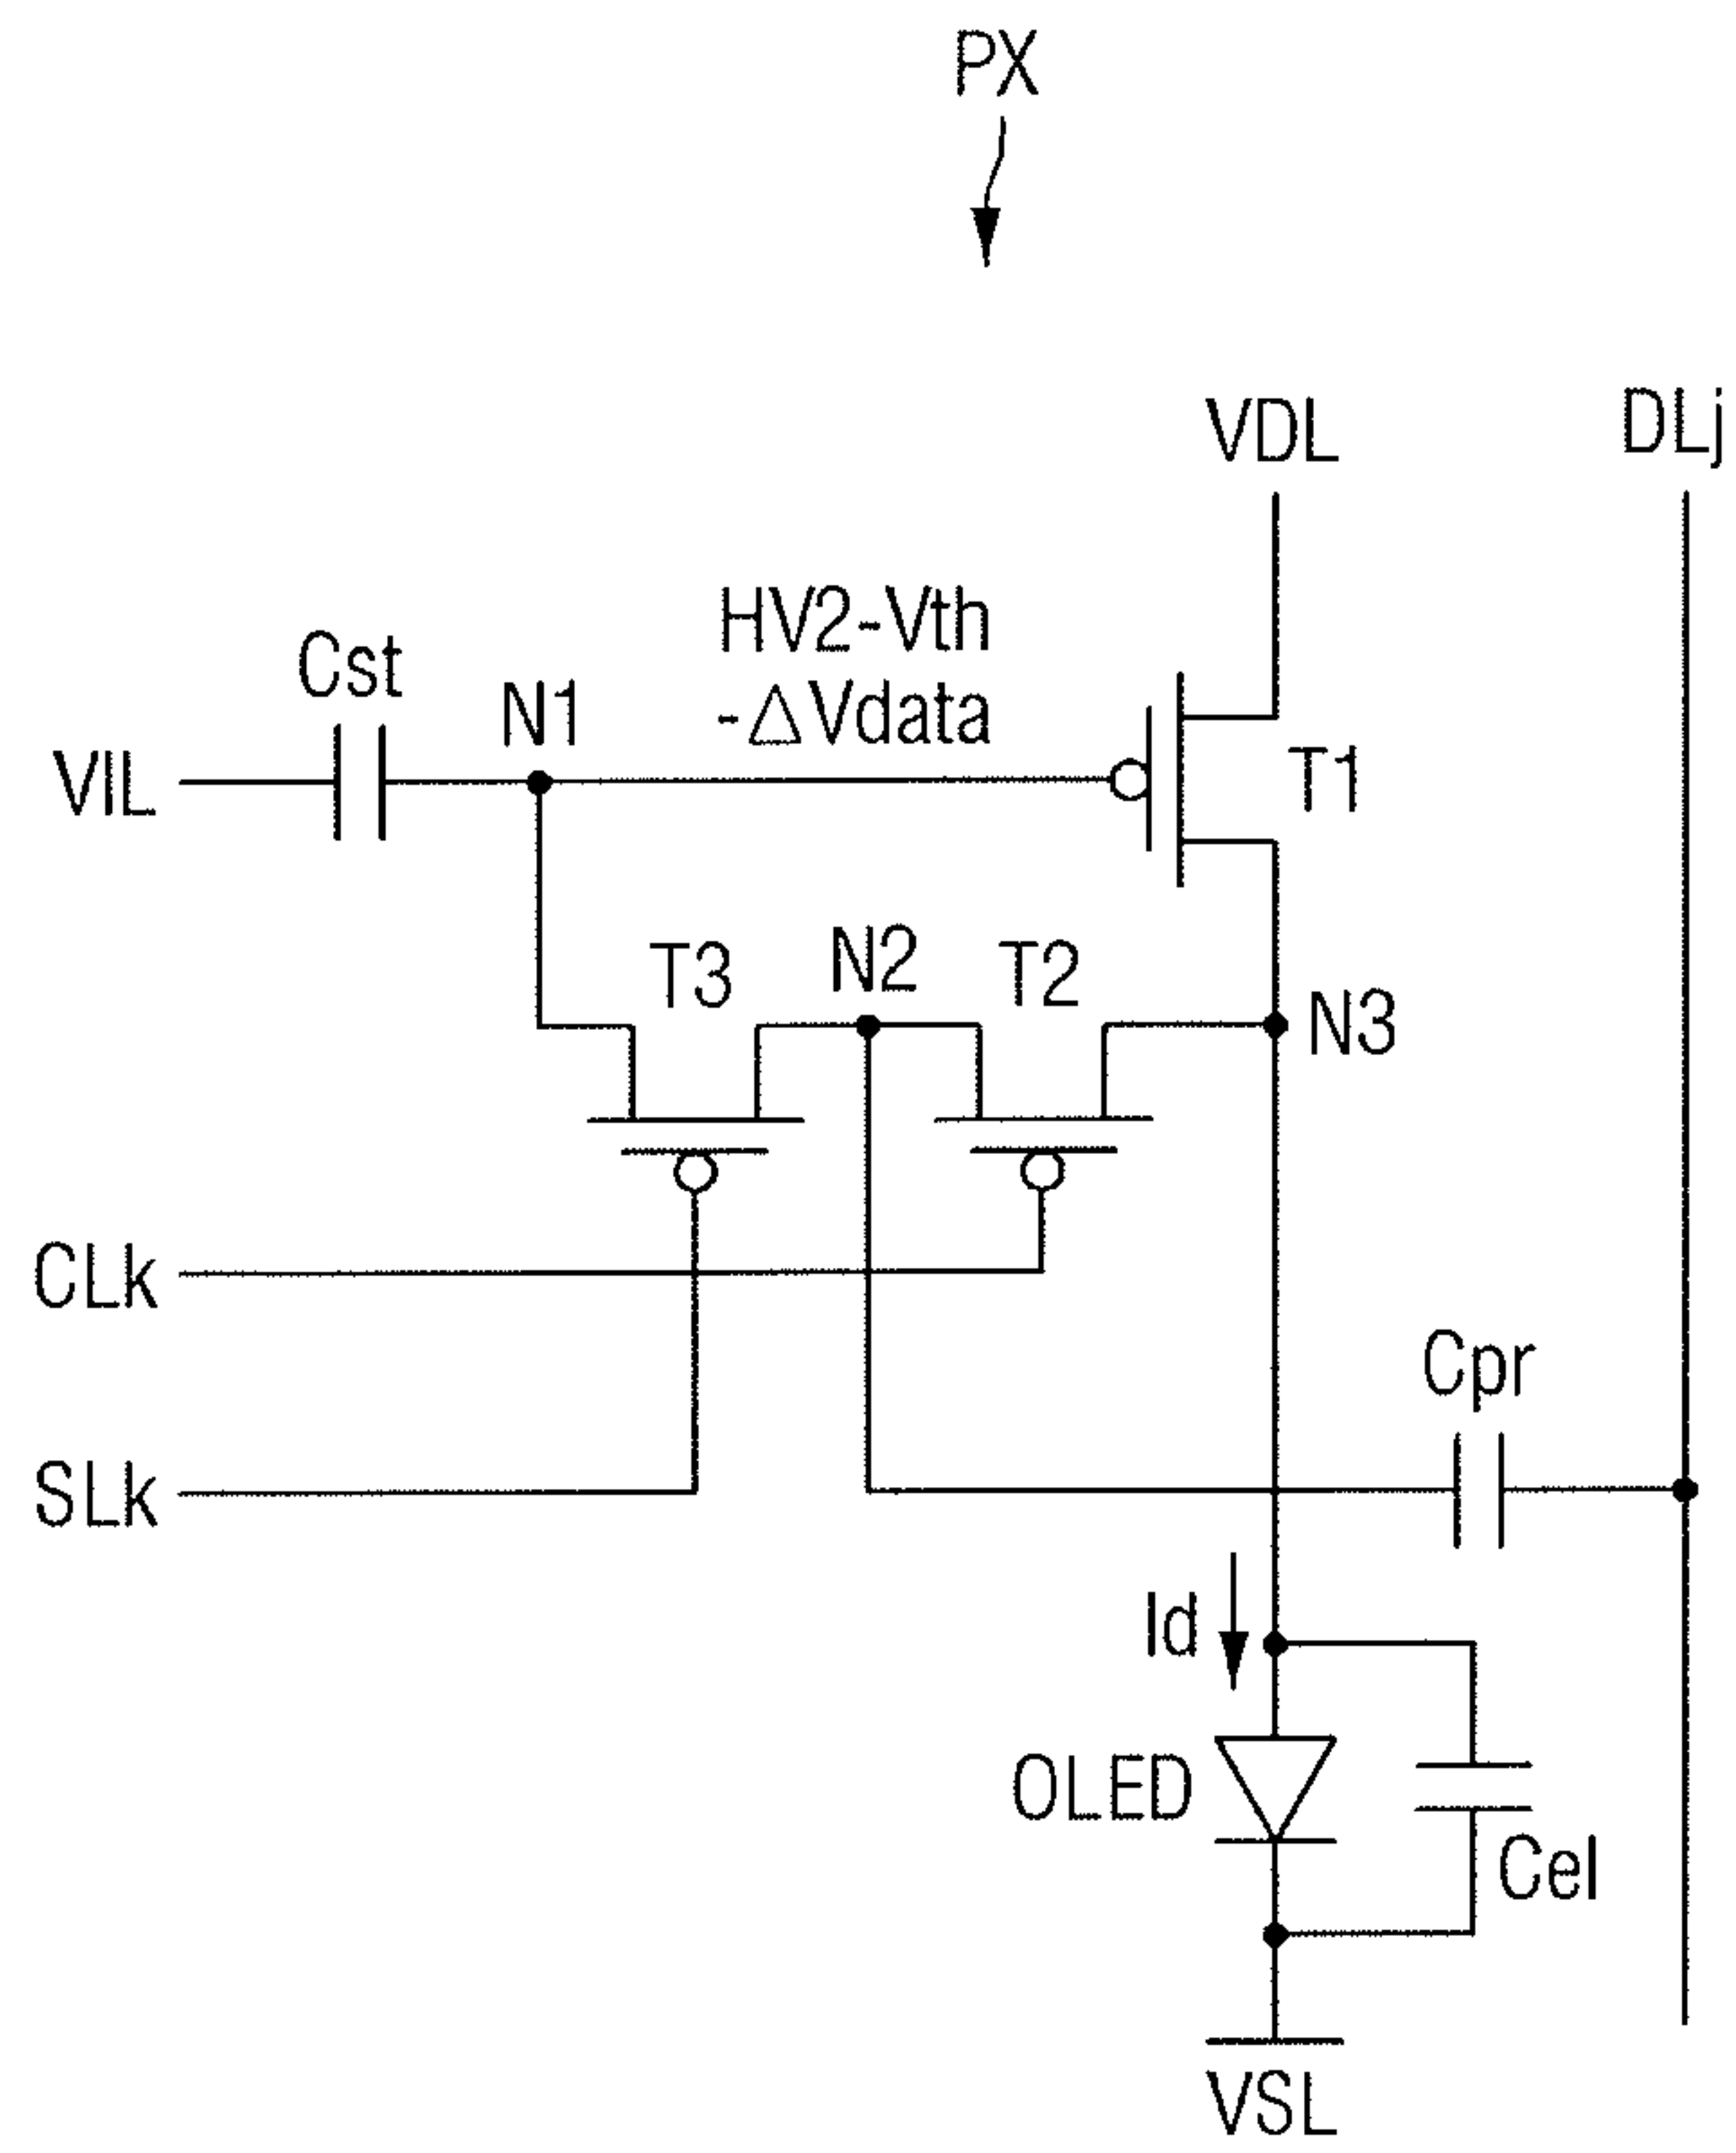 PX
VDL
DLj
HV2-Vth
-△Vdata
Cst
N1
VIL
T1
T3
N2
T2
N3
CLk
Cpr
SLk
Id
OLED
Cel
VSL